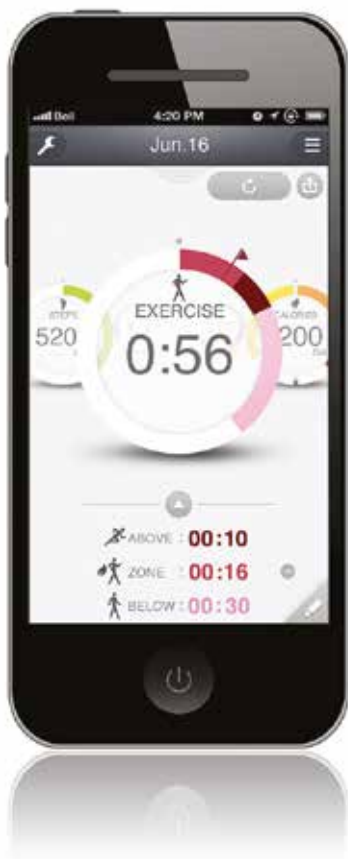 Bell 4:20 PM
Jun.16
EXERCISE
0:56
STEPS
520
CALORIES
200
ABOVE : 00:10
ZONE : 00:16
BELOW : 00:30